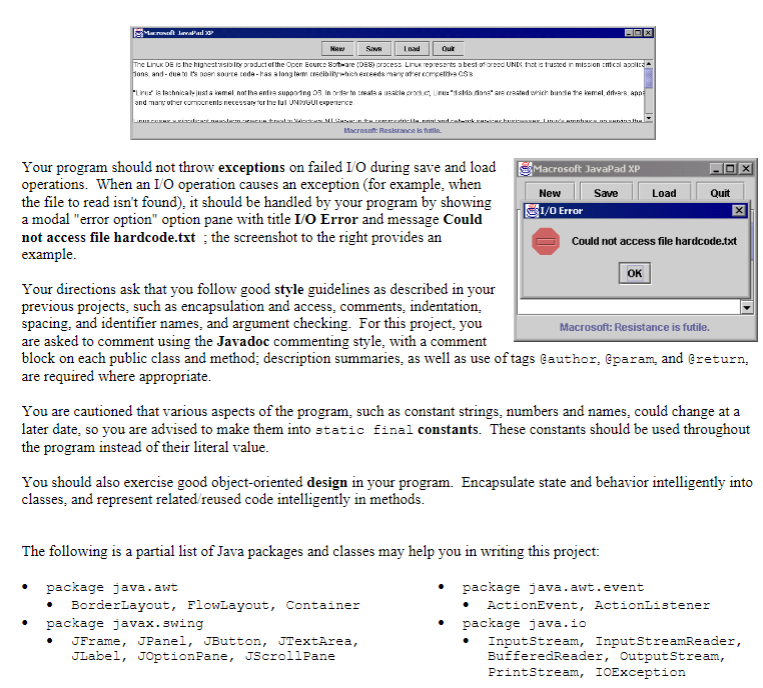 Macrosoft JavaPad XP
New Save Load Quit
The Linux OS is the highest visibility product of the Open Source Software (OSS) process. Linux represents a best-of-breed UNIX, that is trusted in mission critical applica
tions, and - due to it's open source code - has a long term credibility which exceeds many other competitive OS's.
"Linux" is technically just a kernel, not the entire supporting OS. In order to create a usable product, Linux "distributions" are created which bundle the kernel, drivers, apps
and many other components necessary for the full UNIX/GUI experience.
Macrosoft: Resistance is futile.
Your program should not throw exceptions on failed I/O during save and load
operations. When an I/O operation causes an exception (for example, when
the file to read isn't found), it should be handled by your program by showing
a modal "error option" option pane with title I/O Error and message Could
not access file hardcode.txt ; the screenshot to the right provides an
example.
Macrosoft JavaPad XP
New Save Load Quit
I/O Error
Could not access file hardcode.txt
OK
Macrosoft: Resistance is futile.
Your directions ask that you follow good style guidelines as described in your
previous projects, such as encapsulation and access, comments, indentation,
spacing, and identifier names, and argument checking. For this project, you
are asked to comment using the Javadoc commenting style, with a comment
block on each public class and method; description summaries, as well as use of tags @author, @param, and @return,
are required where appropriate.
You are cautioned that various aspects of the program, such as constant strings, numbers and names, could change at a
later date, so you are advised to make them into static final constants. These constants should be used throughout
the program instead of their literal value.
You should also exercise good object-oriented design in your program. Encapsulate state and behavior intelligently into
classes, and represent related/reused code intelligently in methods.
The following is a partial list of Java packages and classes may help you in writing this project:
• package java.awt
• BorderLayout, FlowLayout, Container
• package javax.swing
• JFrame, JPanel, JButton, JTextArea,
JLabel, JOptionPane, JScrollPane
• package java.awt.event
• ActionEvent, ActionListener
• package java.io
• InputStream, InputStreamReader,
BufferedReader, OutputStream,
PrintStream, IOException